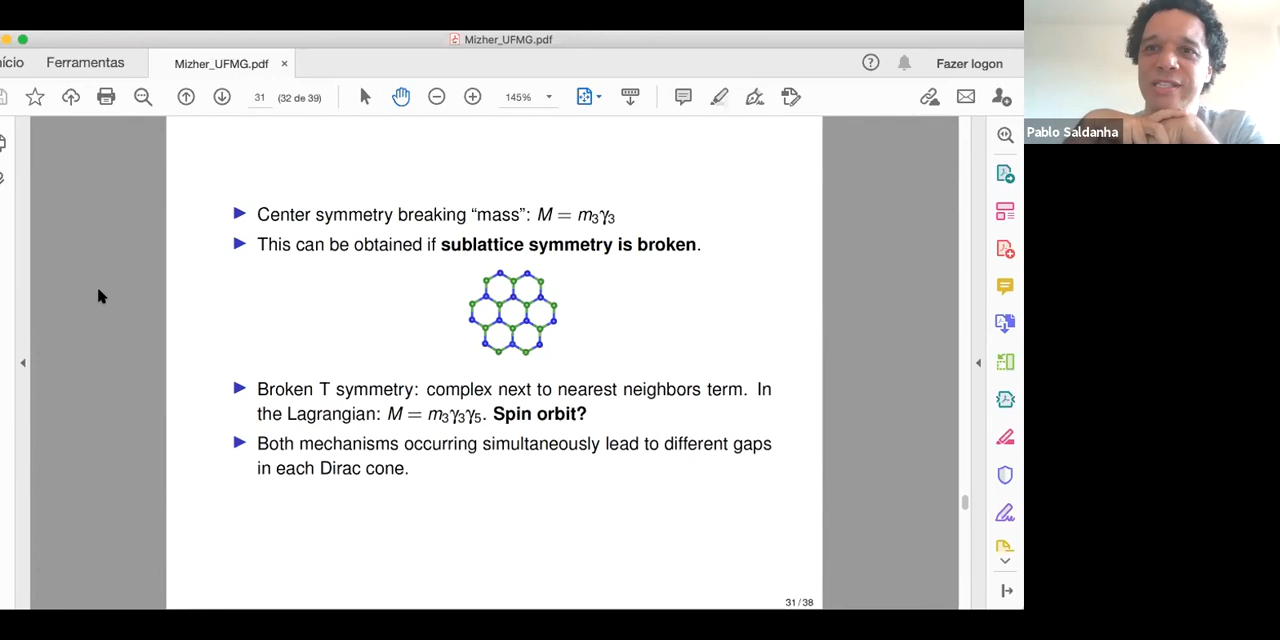 Mizher_UFMG.pdf
nício
Ferramentas
Mizher_UFMG.pdf ×
Fazer logon
31
(32 de 39)
145%
Pablo Saldanha
Center symmetry breaking “mass”: M = m₃γ₃
This can be obtained if sublattice symmetry is broken.
Broken T symmetry: complex next to nearest neighbors term. In
the Lagrangian: M = m₃γ₃γ₅. Spin orbit?
Both mechanisms occurring simultaneously lead to different gaps
in each Dirac cone.
31 / 38